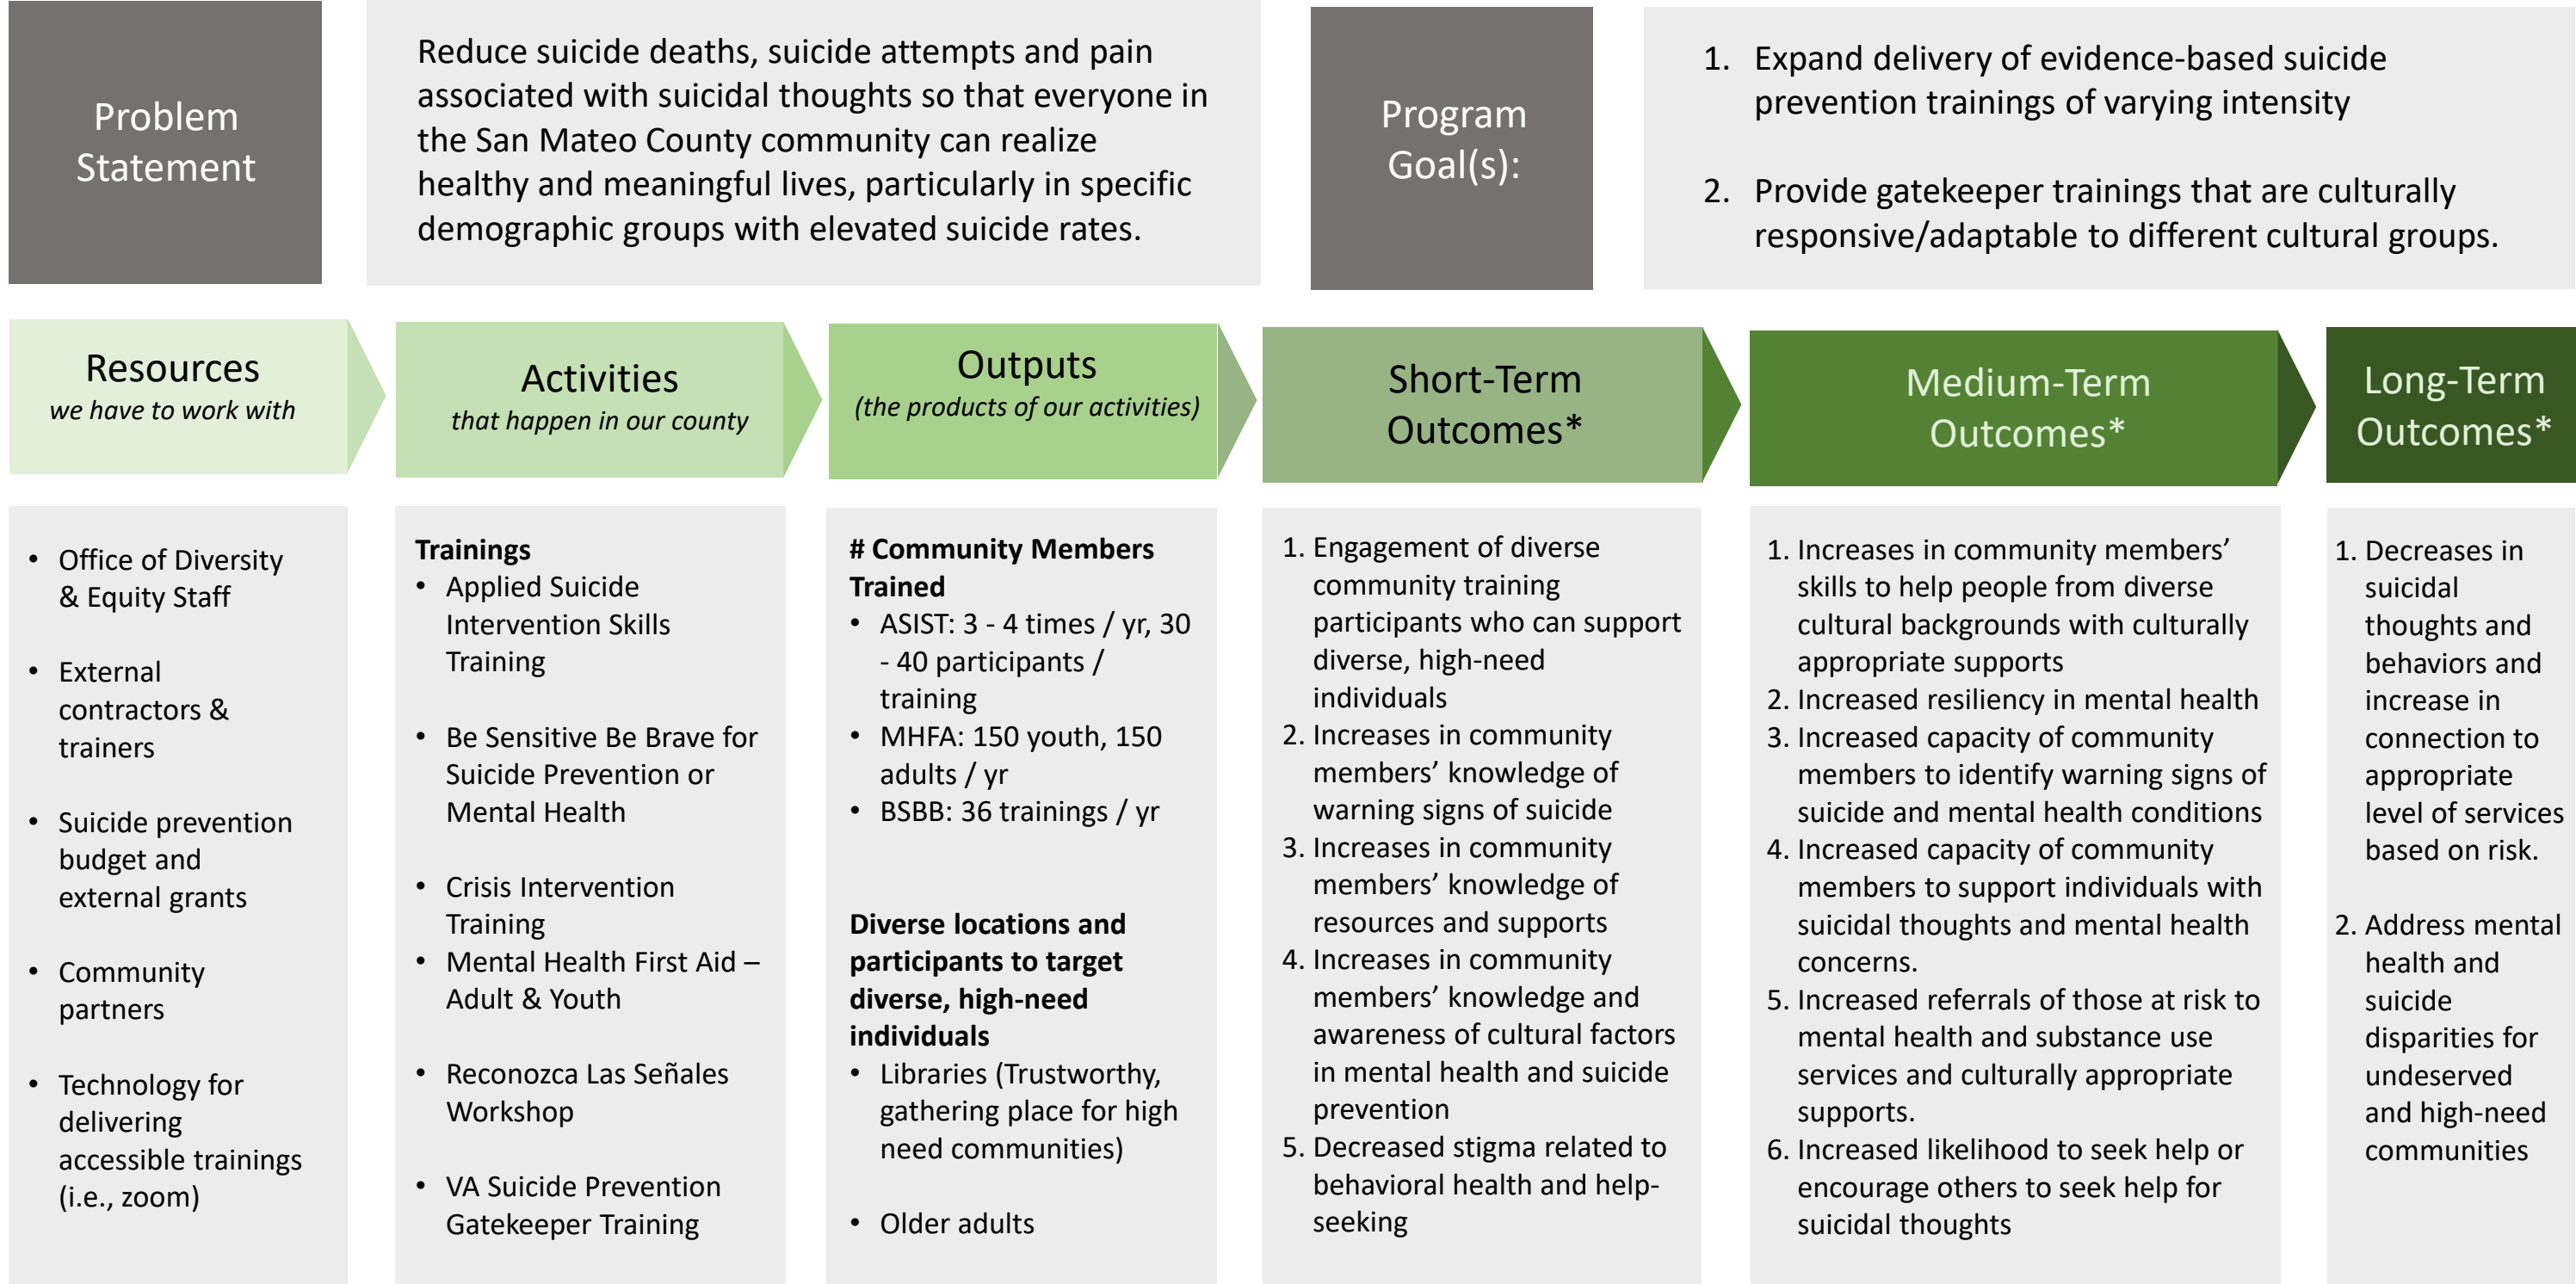 Problem
Statement
Reduce suicide deaths, suicide attempts and pain
associated with suicidal thoughts so that everyone in
the San Mateo County community can realize
healthy and meaningful lives, particularly in specific
demographic groups with elevated suicide rates.
Program
Goal(s):
1. Expand delivery of evidence-based suicide
prevention trainings of varying intensity
2. Provide gatekeeper trainings that are culturally
responsive/adaptable to different cultural groups.
Resources
we have to work with
Activities
that happen in our county
Outputs
(the products of our activities)
Short-Term
Outcomes*
Medium-Term
Outcomes*
Long-Term
Outcomes*
• Office of Diversity
& Equity Staff
• External
contractors &
trainers
• Suicide prevention
budget and
external grants
• Community
partners
• Technology for
delivering
accessible trainings
(i.e., zoom)
Trainings
• Applied Suicide
Intervention Skills
Training
• Be Sensitive Be Brave for
Suicide Prevention or
Mental Health
• Crisis Intervention
Training
• Mental Health First Aid –
Adult & Youth
• Reconozca Las Señales
Workshop
• VA Suicide Prevention
Gatekeeper Training
# Community Members
Trained
• ASIST: 3 - 4 times / yr, 30
- 40 participants /
training
• MHFA: 150 youth, 150
adults / yr
• BSBB: 36 trainings / yr
Diverse locations and
participants to target
diverse, high-need
individuals
• Libraries (Trustworthy,
gathering place for high
need communities)
• Older adults
1. Engagement of diverse
community training
participants who can support
diverse, high-need
individuals
2. Increases in community
members’ knowledge of
warning signs of suicide
3. Increases in community
members’ knowledge of
resources and supports
4. Increases in community
members’ knowledge and
awareness of cultural factors
in mental health and suicide
prevention
5. Decreased stigma related to
behavioral health and help-
seeking
1. Increases in community members’
skills to help people from diverse
cultural backgrounds with culturally
appropriate supports
2. Increased resiliency in mental health
3. Increased capacity of community
members to identify warning signs of
suicide and mental health conditions
4. Increased capacity of community
members to support individuals with
suicidal thoughts and mental health
concerns.
5. Increased referrals of those at risk to
mental health and substance use
services and culturally appropriate
supports.
6. Increased likelihood to seek help or
encourage others to seek help for
suicidal thoughts
1. Decreases in
suicidal
thoughts and
behaviors and
increase in
connection to
appropriate
level of services
based on risk.
2. Address mental
health and
suicide
disparities for
undeserved
and high-need
communities